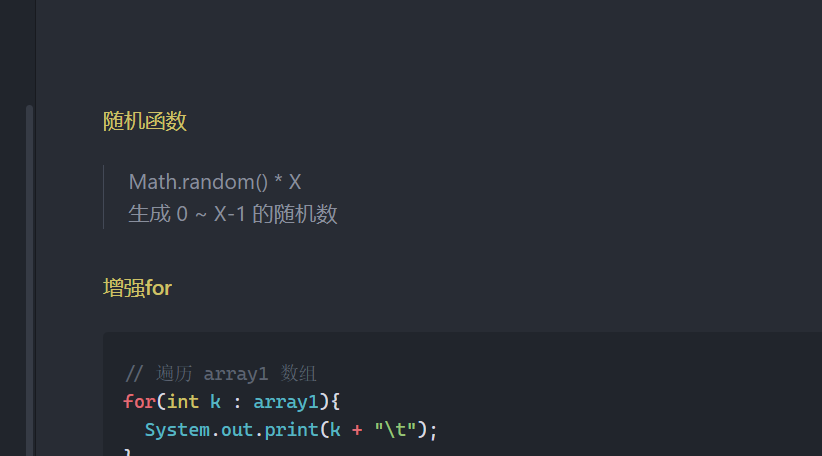 随机函数
Math.random() * X
生成 0 ~ X-1 的随机数
增强for
// 遍历 array1 数组
for(int k : array1){
System.out.print(k + "\t");
}